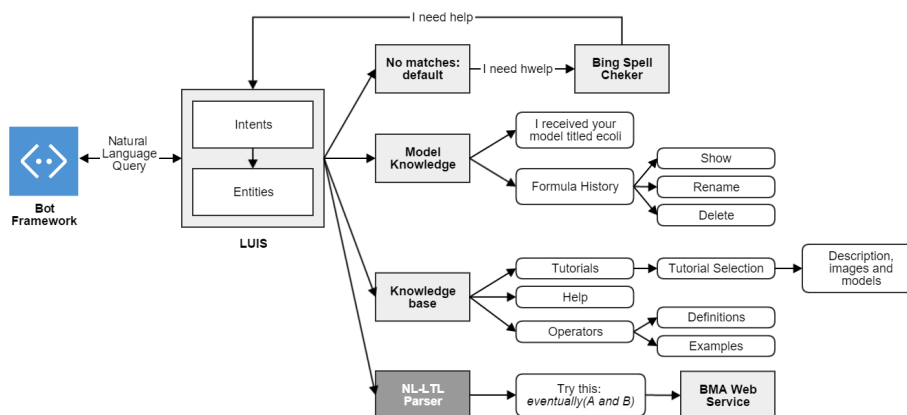 I need help
No matches:
default
I need hwelp
Bing Spell
Cheker
Intents
Entities
LUIS
Natural
Language
Query
Bot
Framework
Model
Knowledge
I received your
model titled ecoli
Formula History
Show
Rename
Delete
Knowledge
base
Tutorials
Tutorial Selection
Description,
images and
models
Help
Operators
Definitions
Examples
NL-LTL
Parser
Try this:
eventually(A and B)
BMA Web
Service